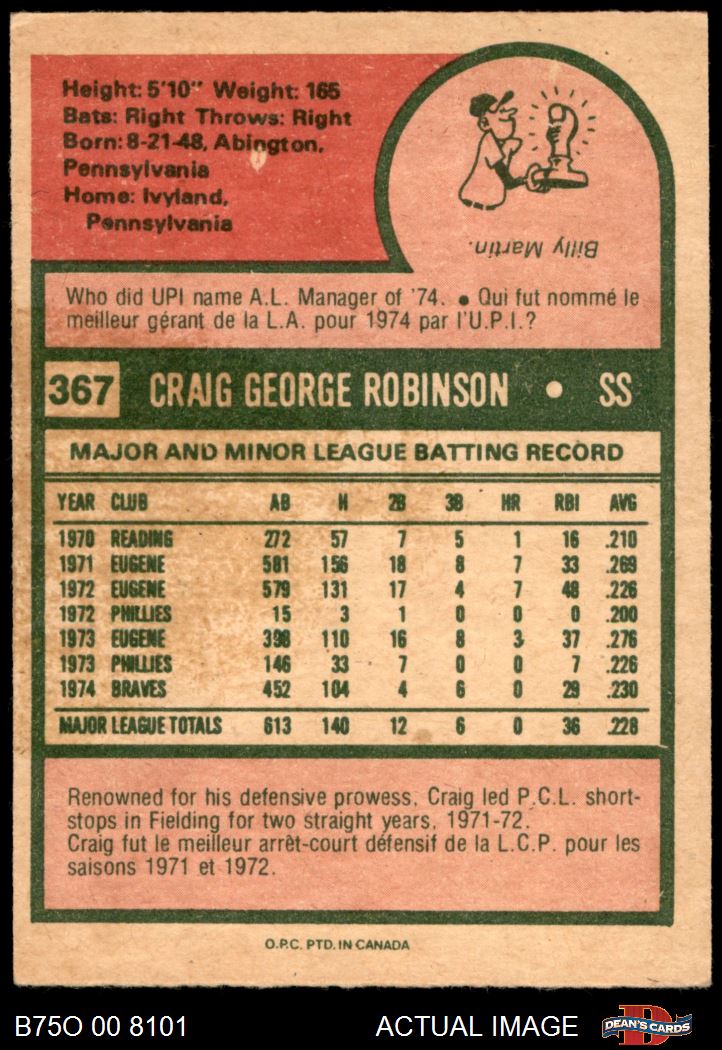 Height: 5'10" Weight: 165
Bats: Right Throws: Right
Born: 8-21-48, Abington,
Pennsylvania
Home: Ivyland,
Pennsylvania
Billy Martin.
Who did UPI name A.L. Manager of '74. • Qui fut nommé le
meilleur gérant de la L.A. pour 1974 par l'U.P.I.?
367 CRAIG GEORGE ROBINSON • SS
MAJOR AND MINOR LEAGUE BATTING RECORD
YEAR CLUB AB H 2B 3B HR RBI AVG
1970 READING 272 57 7 5 1 16 .210
1971 EUGENE 581 156 18 8 7 33 .269
1972 EUGENE 579 131 17 4 7 48 .226
1972 PHILLIES 15 3 1 0 0 0 .200
1973 EUGENE 398 110 16 8 3 37 .276
1973 PHILLIES 146 33 7 0 0 7 .226
1974 BRAVES 452 104 4 6 0 29 .230
MAJOR LEAGUE TOTALS 613 140 12 6 0 36 .228
Renowned for his defensive prowess, Craig led P.C.L. short-
stops in Fielding for two straight years, 1971-72.
Craig fut le meilleur arrêt-court défensif de la L.C.P. pour les
saisons 1971 et 1972.
O.P.C. PTD. IN CANADA
B75O 00 8101 ACTUAL IMAGE D DEAN'S CARDS